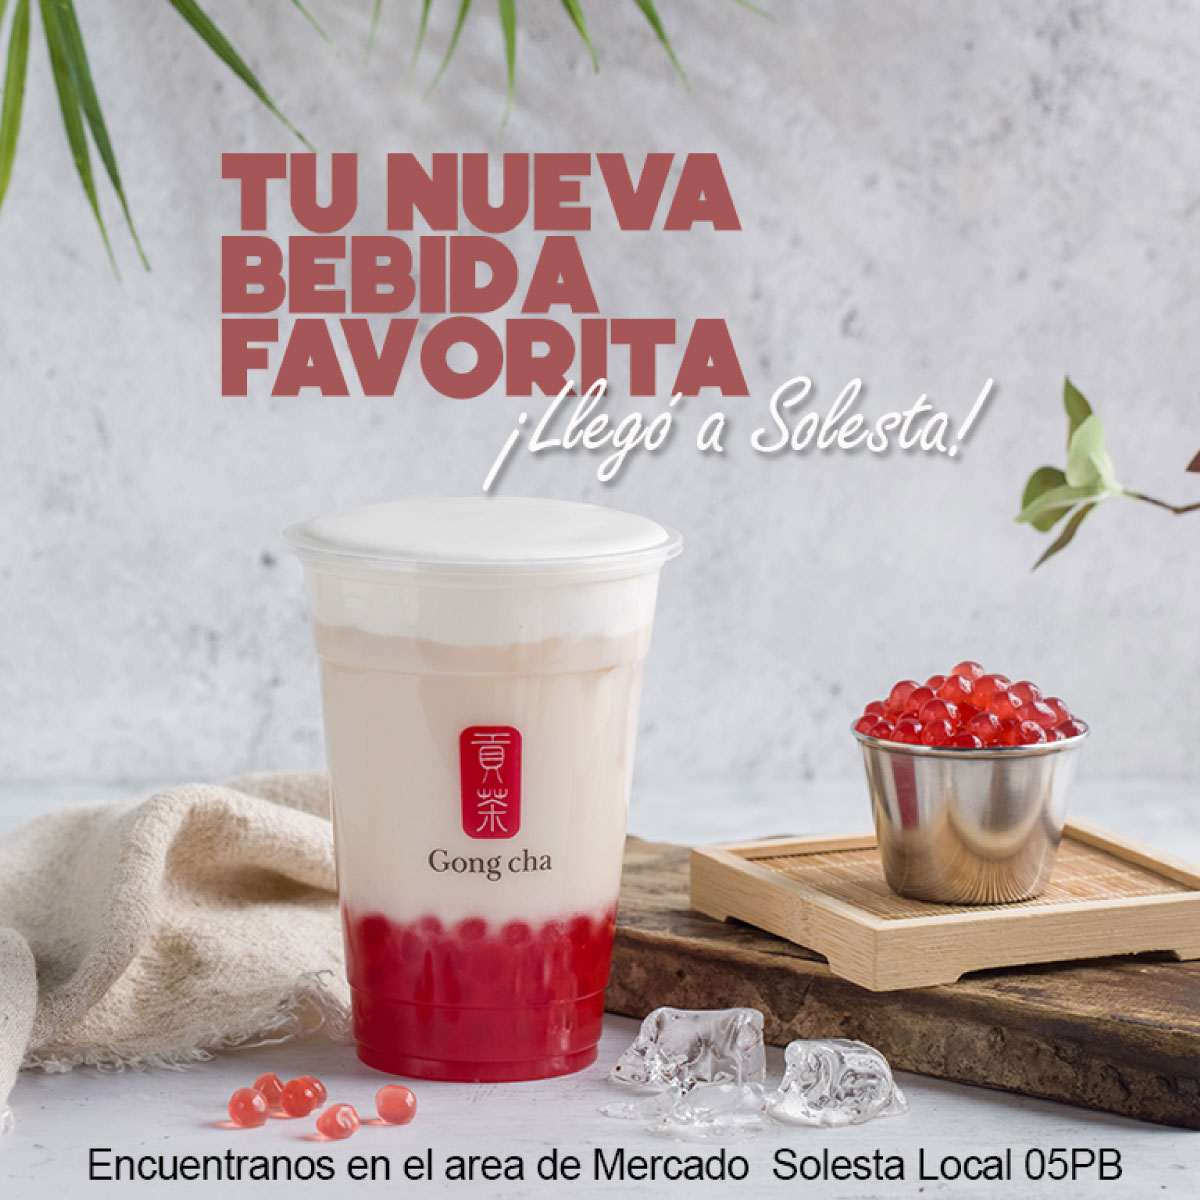 TU NUEVA
BEBIDA
FAVORITA
¡Llegó a Solesta!
貢茶
Gong cha
Encuentranos en el area de Mercado  Solesta Local 05PB